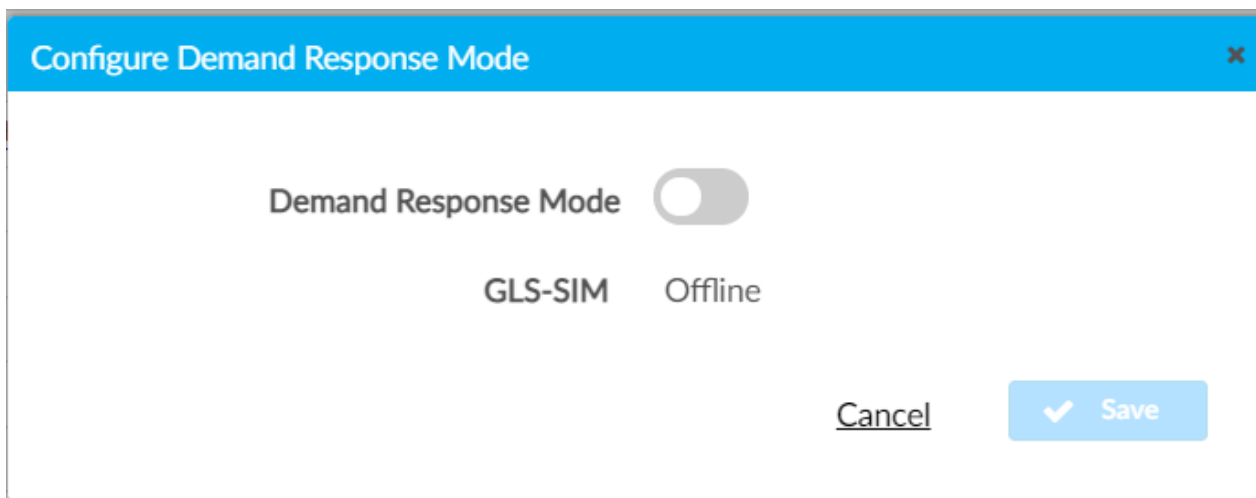 Configure Demand Response Mode
Demand Response Mode
GLS-SIM Offline
Cancel Save